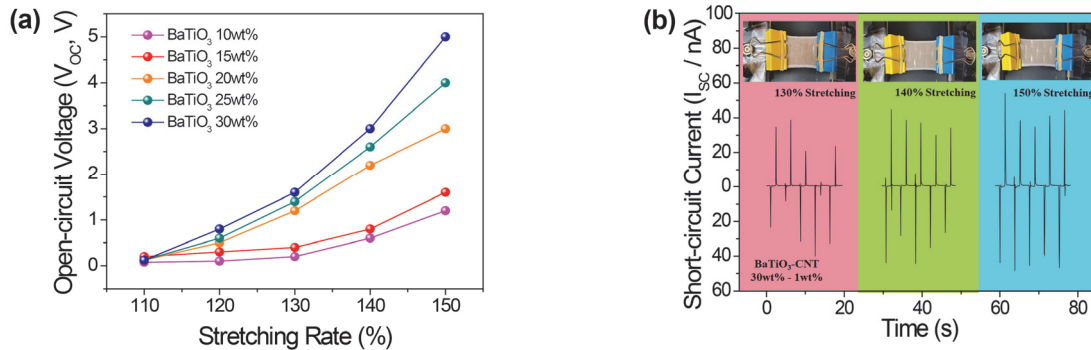 (a)
Open-circuit Voltage (V_OC, V)
5
4
3
2
1
0
BaTiO₃ 10wt%
BaTiO₃ 15wt%
BaTiO₃ 20wt%
BaTiO₃ 25wt%
BaTiO₃ 30wt%
110 120 130 140 150
Stretching Rate (%)
(b)
Short-circuit Current (I_SC / nA)
100
80
60
40
20
0
20
40
60
130% Stretching
140% Stretching
150% Stretching
BaTiO₃-CNT
30wt% - 1wt%
0 20 40 60 80
Time (s)